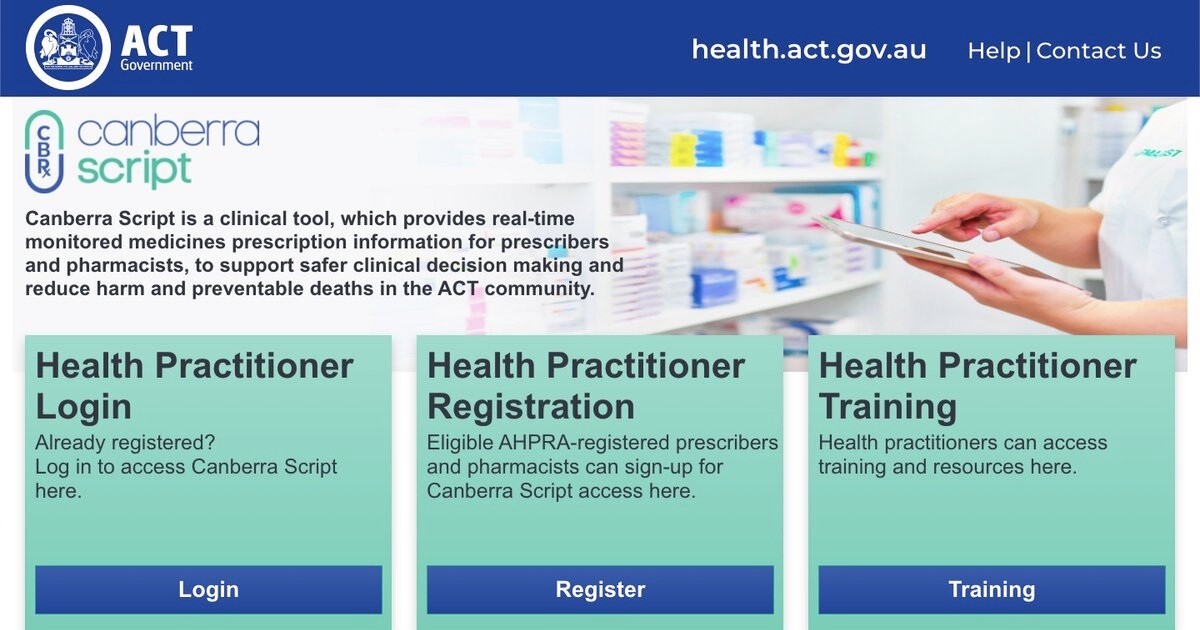 ACT
Government
health.act.gov.au
Help | Contact Us
CBRx
canberra
script
Canberra Script is a clinical tool, which provides real-time
monitored medicines prescription information for prescribers
and pharmacists, to support safer clinical decision making and
reduce harm and preventable deaths in the ACT community.
Health Practitioner
Login
Already registered?
Log in to access Canberra Script
here.
Login
Health Practitioner
Registration
Eligible AHPRA-registered prescribers
and pharmacists can sign-up for
Canberra Script access here.
Register
Health Practitioner
Training
Health practitioners can access
training and resources here.
Training